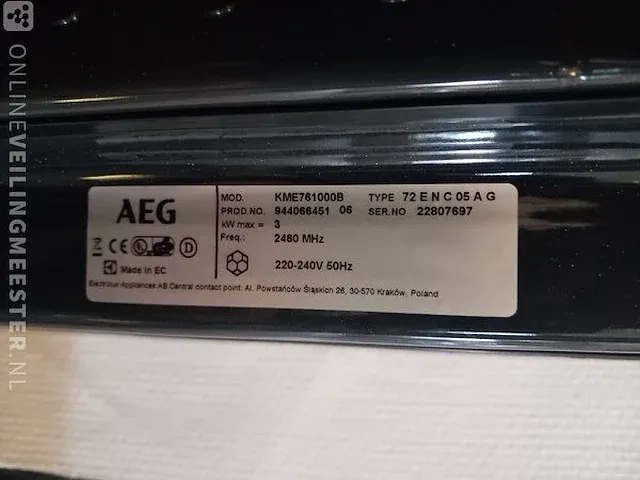 ONLINEVEILINGMEESTER.NL
AEG
MOD. KME761000B TYPE 72 E N C 05 A G
PROD.NO. 944066451 06 SER.NO 22807697
kW max = 3
Freq.: 2460 MHz
220-240V 50Hz
CE UL D
Made in EC
Electrolux Appliances AB Central contact point: Al. Powstańców Śląskich 26, 30-570 Kraków, Poland